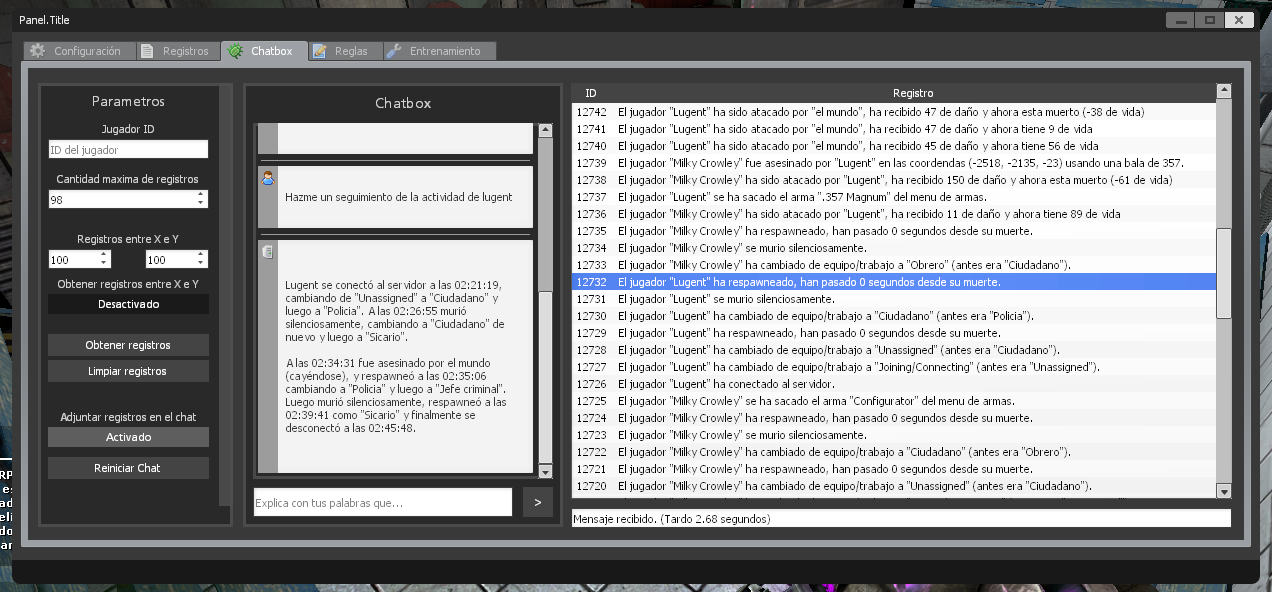 Panel.Title
Configuración
Registros
Chatbox
Reglas
Entrenamiento
Parametros
Jugador ID
ID del jugador
Cantidad maxima de registros
98
Registros entre X e Y
100
100
Obtener registros entre X e Y
Desactivado
Obtener registros
Limpiar registros
Adjuntar registros en el chat
Activado
Reiniciar Chat
Chatbox
Hazme un seguimiento de la actividad de lugent
Lugent se conectó al servidor a las 02:21:19,
cambiando de "Unassigned" a "Ciudadano" y
luego a "Policia". A las 02:26:55 murió
silenciosamente, cambiando a "Ciudadano" de
nuevo y luego a "Sicario".
A las 02:34:31 fue asesinado por el mundo
(cayéndose), y respawneó a las 02:35:06
cambiando a "Policia" y luego a "Jefe criminal".
Luego murió silenciosamente, respawneó a las
02:39:41 como "Sicario" y finalmente se
desconectó a las 02:45:48.
Explica con tus palabras que...
>
ID Registro
12742 El jugador "Lugent" ha sido atacado por "el mundo", ha recibido 47 de daño y ahora esta muerto (-38 de vida)
12741 El jugador "Lugent" ha sido atacado por "el mundo", ha recibido 47 de daño y ahora tiene 9 de vida
12740 El jugador "Lugent" ha sido atacado por "el mundo", ha recibido 45 de daño y ahora tiene 56 de vida
12739 El jugador "Milky Crowley" fue asesinado por "Lugent" en las coordendas (-2518, -2135, -23) usando una bala de 357.
12738 El jugador "Milky Crowley" ha sido atacado por "Lugent", ha recibido 150 de daño y ahora esta muerto (-61 de vida)
12737 El jugador "Lugent" se ha sacado el arma ".357 Magnum" del menu de armas.
12736 El jugador "Milky Crowley" ha sido atacado por "Lugent", ha recibido 11 de daño y ahora tiene 89 de vida
12735 El jugador "Milky Crowley" ha respawneado, han pasado 0 segundos desde su muerte.
12734 El jugador "Milky Crowley" se murio silenciosamente.
12733 El jugador "Milky Crowley" ha cambiado de equipo/trabajo a "Obrero" (antes era "Ciudadano").
12732 El jugador "Lugent" ha respawneado, han pasado 0 segundos desde su muerte.
12731 El jugador "Lugent" se murio silenciosamente.
12730 El jugador "Lugent" ha cambiado de equipo/trabajo a "Ciudadano" (antes era "Policia").
12729 El jugador "Lugent" ha respawneado, han pasado 0 segundos desde su muerte.
12728 El jugador "Lugent" ha cambiado de equipo/trabajo a "Unassigned" (antes era "Ciudadano").
12727 El jugador "Lugent" ha cambiado de equipo/trabajo a "Joining/Connecting" (antes era "Unassigned").
12726 El jugador "Lugent" ha conectado al servidor.
12725 El jugador "Milky Crowley" se ha sacado el arma "Configurator" del menu de armas.
12724 El jugador "Milky Crowley" ha respawneado, han pasado 0 segundos desde su muerte.
12723 El jugador "Milky Crowley" se murio silenciosamente.
12722 El jugador "Milky Crowley" ha cambiado de equipo/trabajo a "Ciudadano" (antes era "Obrero").
12721 El jugador "Milky Crowley" ha respawneado, han pasado 0 segundos desde su muerte.
12720 El jugador "Milky Crowley" ha cambiado de equipo/trabajo a "Unassigned" (antes era "Ciudadano").
Mensaje recibido. (Tardo 2.68 segundos)